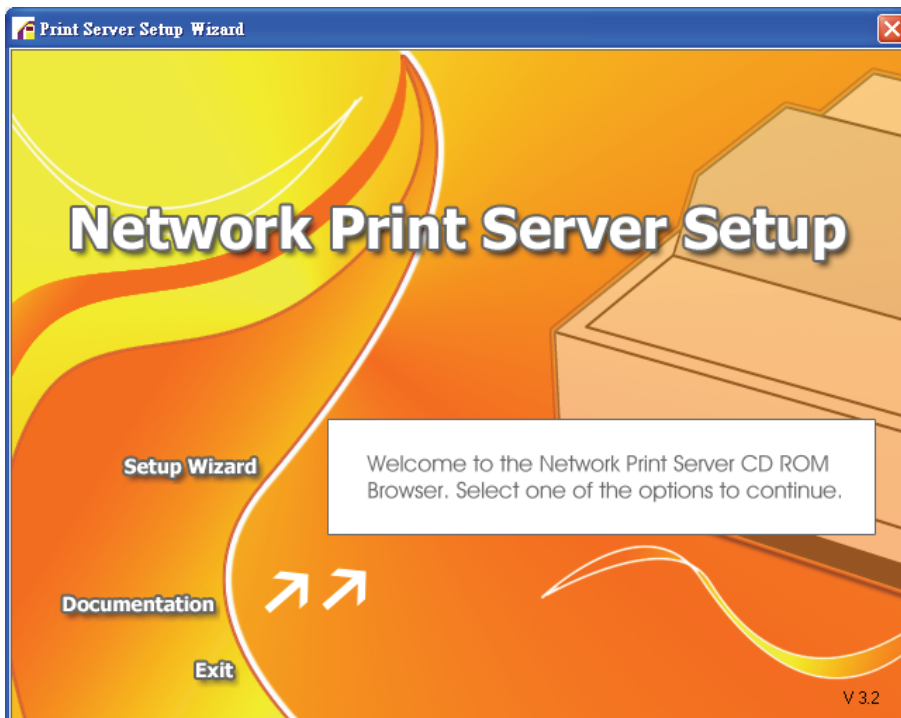 Print Server Setup Wizard
Network Print Server Setup
Setup Wizard
Welcome to the Network Print Server CD ROM
Browser. Select one of the options to continue.
Documentation
Exit
V 3.2